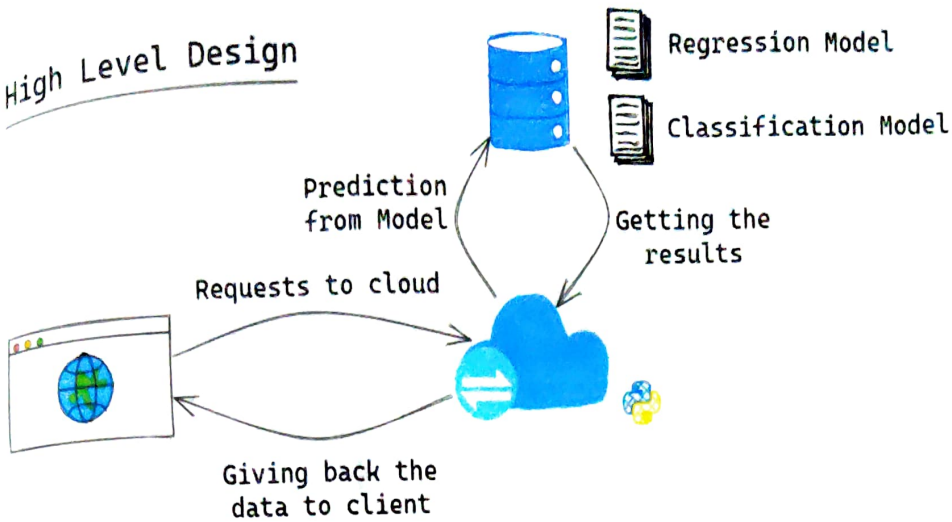 High Level Design
Regression Model
Classification Model
Prediction
from Model
Getting the
results
Requests to cloud
Giving back the
data to client